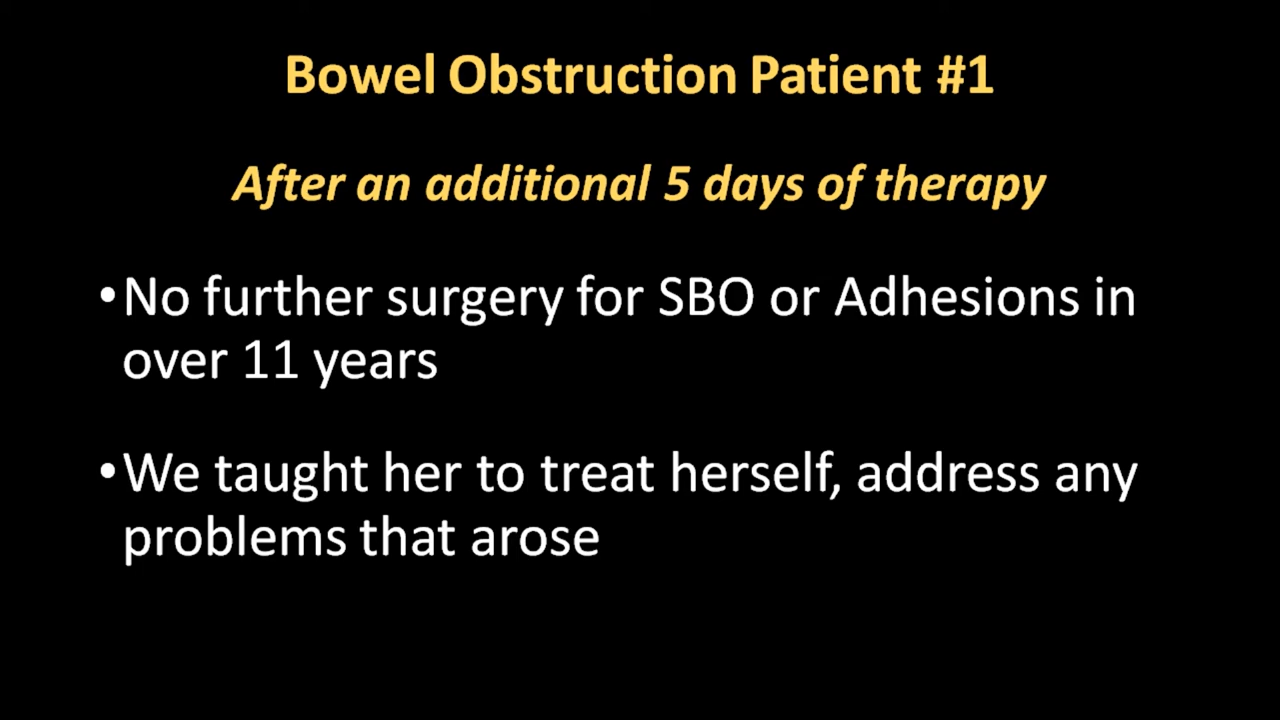 Bowel Obstruction Patient #1
After an additional 5 days of therapy
•No further surgery for SBO or Adhesions in
over 11 years
•We taught her to treat herself, address any
problems that arose